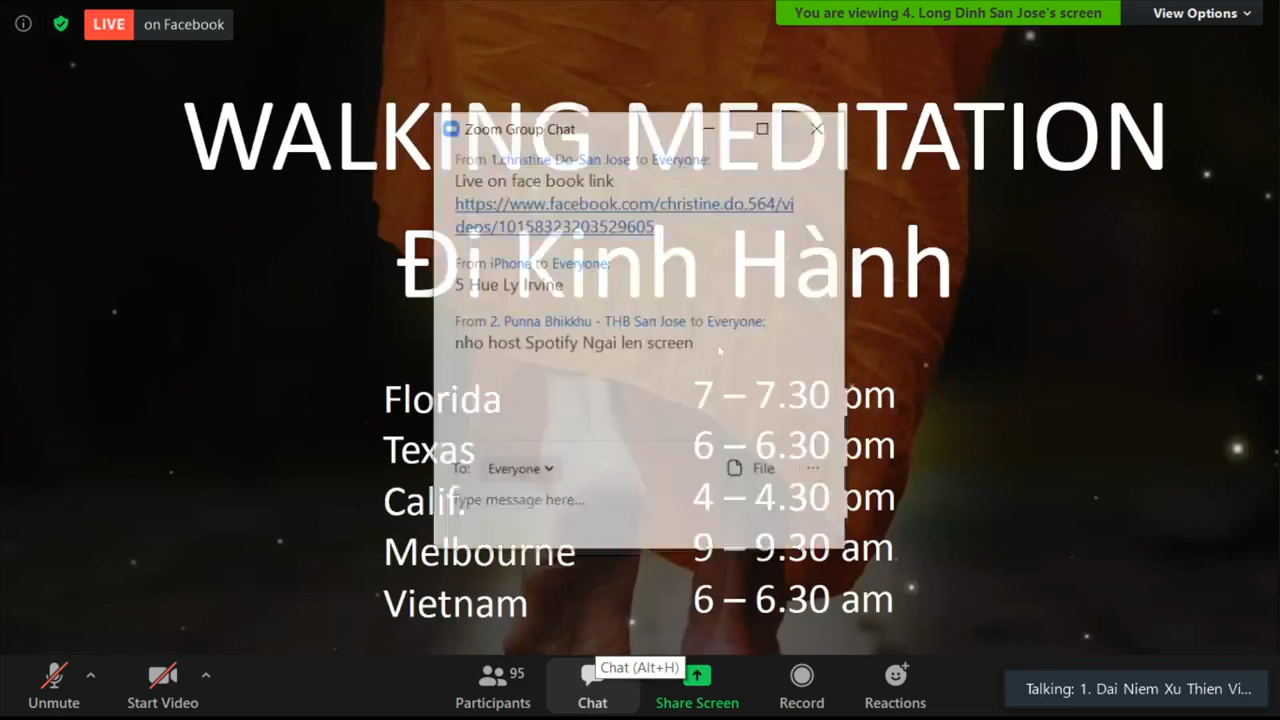 LIVE on Facebook
You are viewing 4. Long Dinh San Jose's screen
View Options
WALKING MEDITATION
Đi Kinh Hành
Zoom Group Chat
From 1.christine Do-San Jose to Everyone:
Live on face book link
https://www.facebook.com/christine.do.564/vi
deos/10158323203529605
From iPhone to Everyone:
5 Hue Ly Irvine
From 2. Punna Bhikkhu - THB San Jose to Everyone:
nho host Spotify Ngai len screen
To: Everyone
File
Type message here...
Florida 7 – 7.30 pm
Texas 6 – 6.30 pm
Calif. 4 – 4.30 pm
Melbourne 9 – 9.30 am
Vietnam 6 – 6.30 am
Chat (Alt+H)
95
Unmute
Start Video
Participants
Chat
Share Screen
Record
Reactions
Talking: 1. Dai Niem Xu Thien Vi...